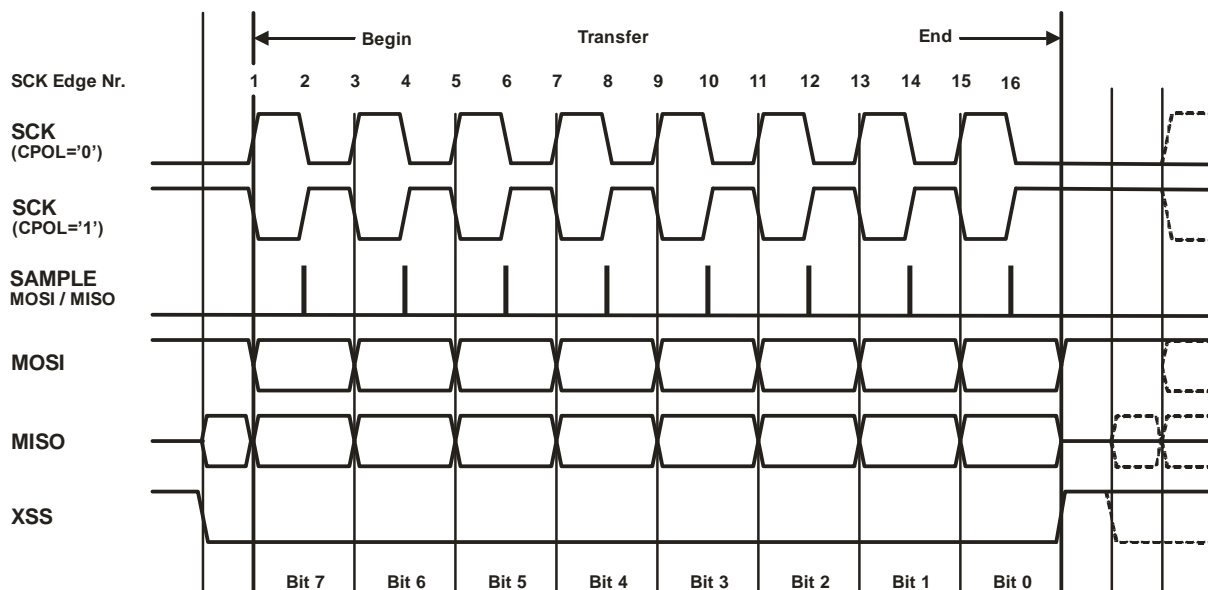 Begin Transfer End
SCK Edge Nr. 1 2 3 4 5 6 7 8 9 10 11 12 13 14 15 16
SCK
(CPOL='0')
SCK
(CPOL='1')
SAMPLE
MOSI / MISO
MOSI
MISO
XSS
Bit 7 Bit 6 Bit 5 Bit 4 Bit 3 Bit 2 Bit 1 Bit 0